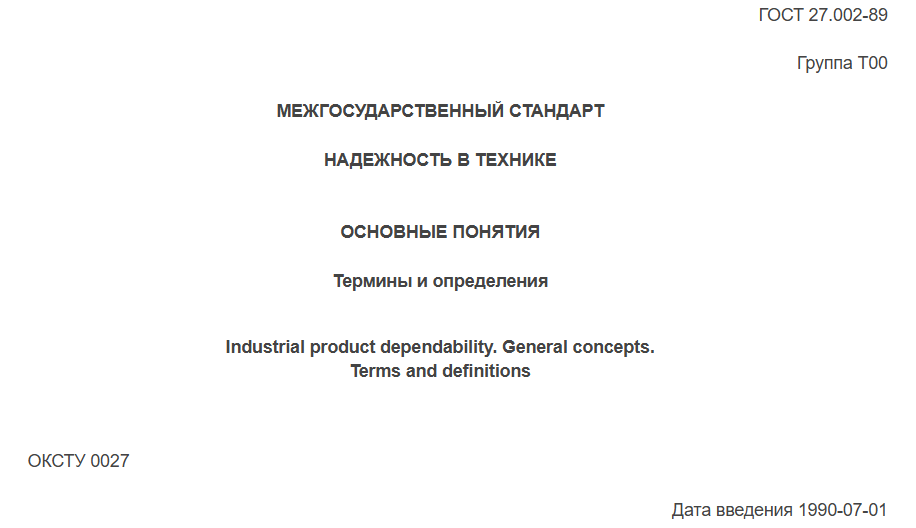 ГОСТ 27.002-89
Группа Т00
МЕЖГОСУДАРСТВЕННЫЙ СТАНДАРТ
НАДЕЖНОСТЬ В ТЕХНИКЕ
ОСНОВНЫЕ ПОНЯТИЯ
Термины и определения
Industrial product dependability. General concepts.
Terms and definitions
ОКСТУ 0027
Дата введения 1990-07-01